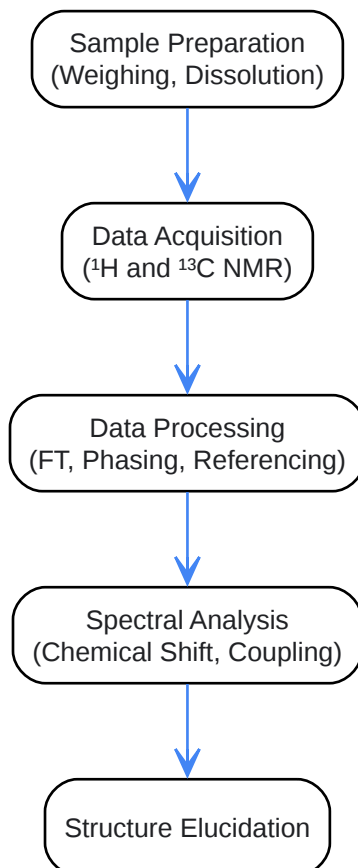 Sample Preparation
(Weighing, Dissolution)
Data Acquisition
(¹H and ¹³C NMR)
Data Processing
(FT, Phasing, Referencing)
Spectral Analysis
(Chemical Shift, Coupling)
Structure Elucidation